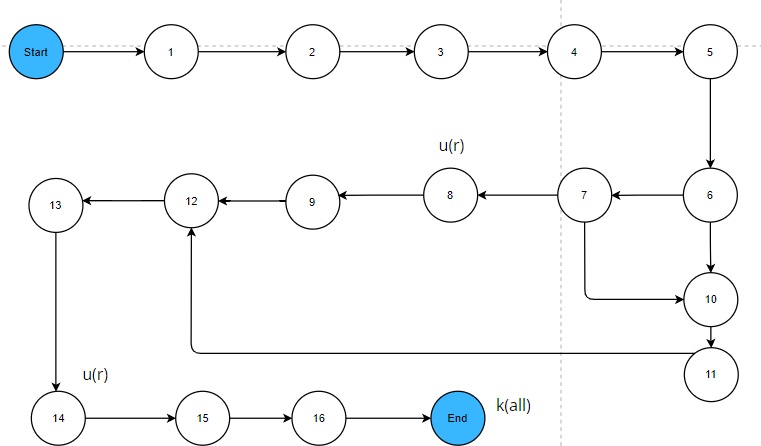 Start 1 2 3 4 5
u(r)
13 12 9 8 7 6
10
u(r) 11
14 15 16 End k(all)